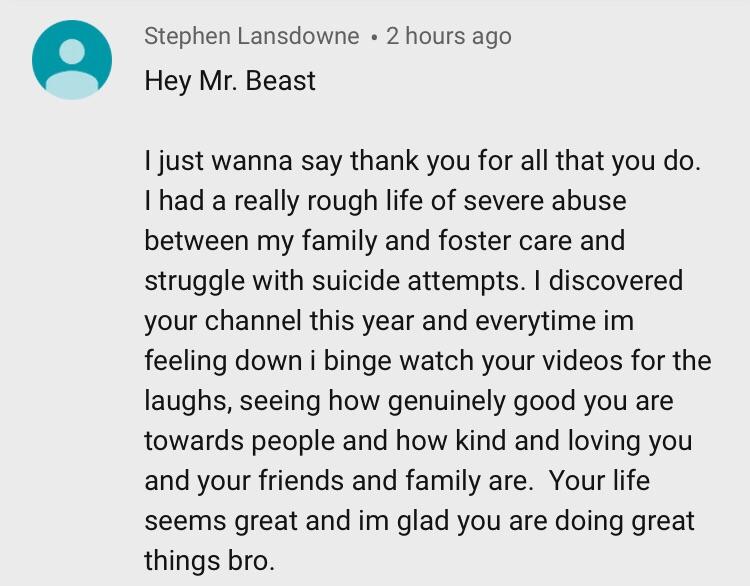 Stephen Lansdowne • 2 hours ago
Hey Mr. Beast
I just wanna say thank you for all that you do.
I had a really rough life of severe abuse
between my family and foster care and
struggle with suicide attempts. I discovered
your channel this year and everytime im
feeling down i binge watch your videos for the
laughs, seeing how genuinely good you are
towards people and how kind and loving you
and your friends and family are.  Your life
seems great and im glad you are doing great
things bro.